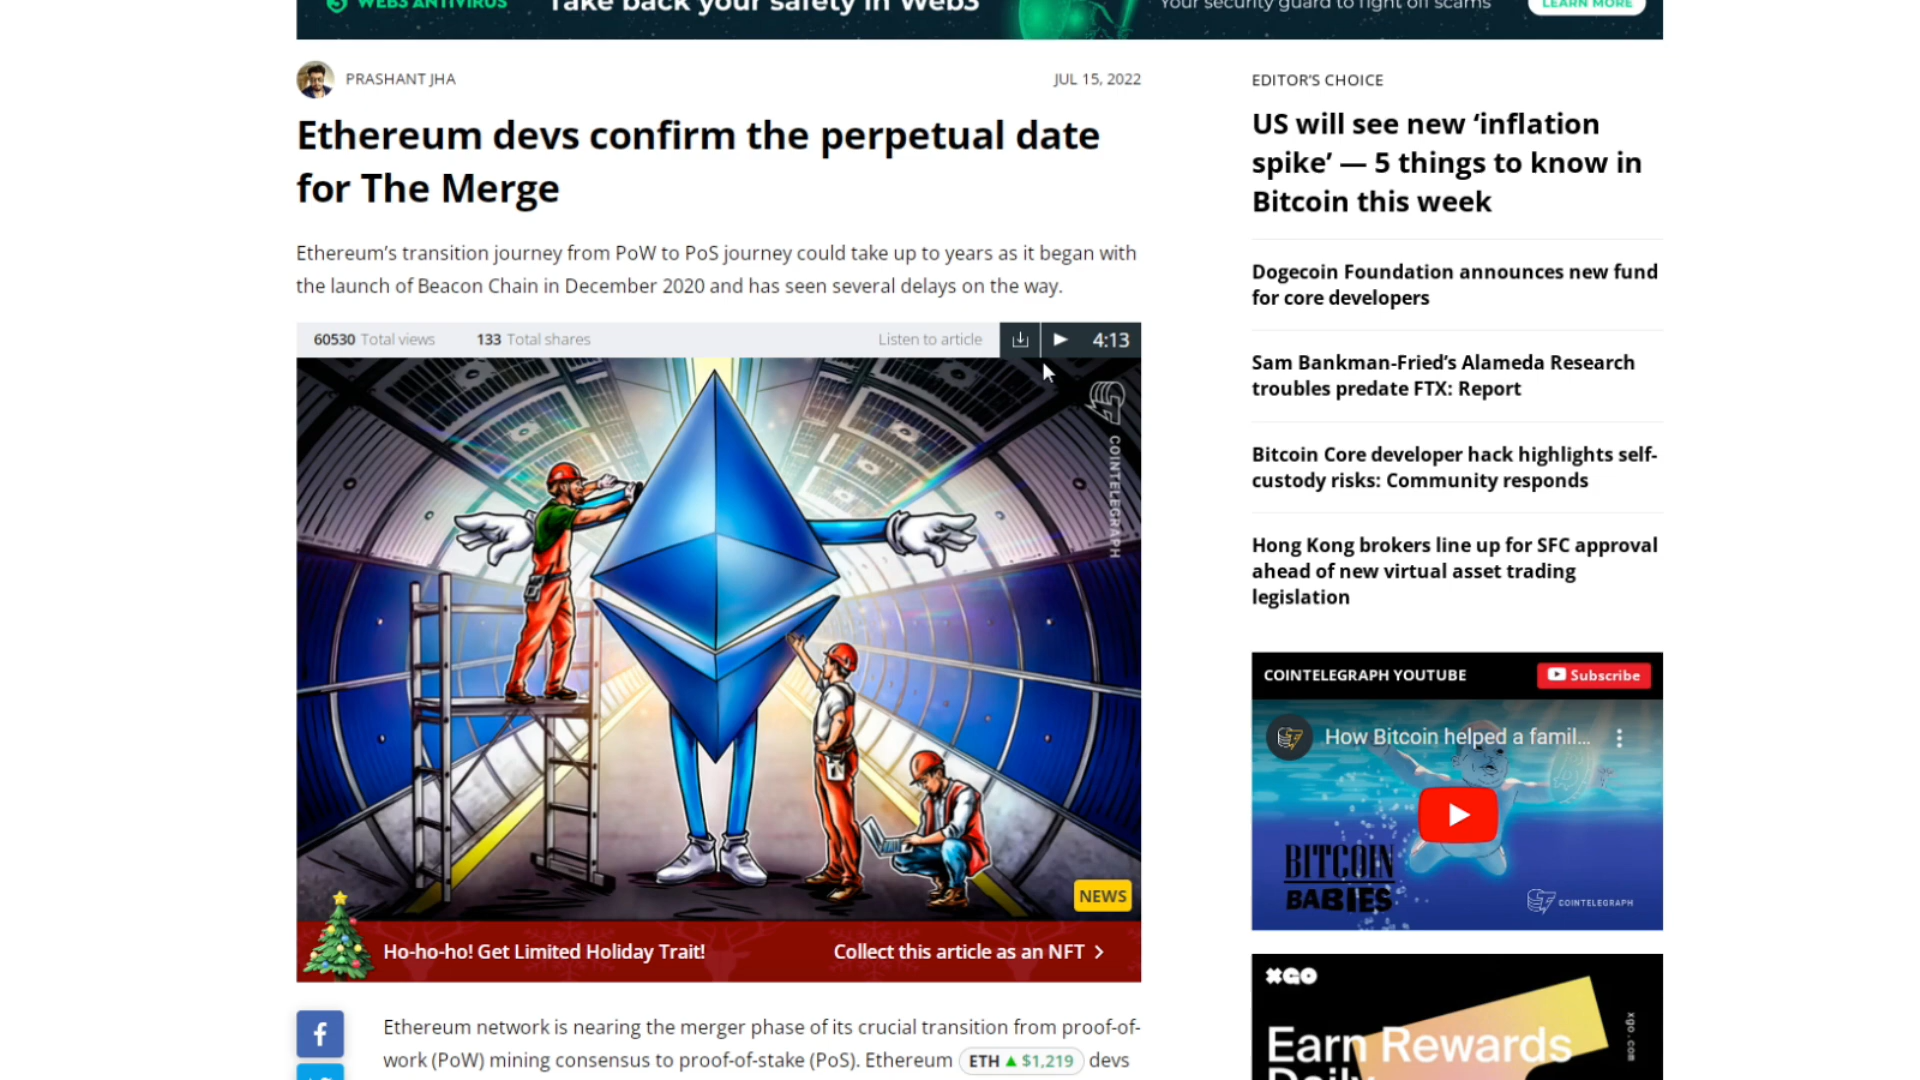 WEB3 ANTIVIRUS
Take back your safety in Web3
Your security guard to fight off scams
LEARN MORE
PRASHANT JHA
JUL 15, 2022
Ethereum devs confirm the perpetual date
for The Merge
Ethereum’s transition journey from PoW to PoS journey could take up to years as it began with
the launch of Beacon Chain in December 2020 and has seen several delays on the way.
60530 Total views
133 Total shares
Listen to article
4:13
COINTELEGRAPH
NEWS
Ho-ho-ho! Get Limited Holiday Trait!
Collect this article as an NFT
Ethereum network is nearing the merger phase of its crucial transition from proof-of-
work (PoW) mining consensus to proof-of-stake (PoS). Ethereum ETH ▲ $1,219 devs
EDITOR’S CHOICE
US will see new ‘inflation
spike’ — 5 things to know in
Bitcoin this week
Dogecoin Foundation announces new fund
for core developers
Sam Bankman-Fried’s Alameda Research
troubles predate FTX: Report
Bitcoin Core developer hack highlights self-
custody risks: Community responds
Hong Kong brokers line up for SFC approval
ahead of new virtual asset trading
legislation
COINTELEGRAPH YOUTUBE
Subscribe
How Bitcoin helped a famil...
BITCOIN
BABIES
COINTELEGRAPH
XGO
xgo.com
Earn Rewards
Daily